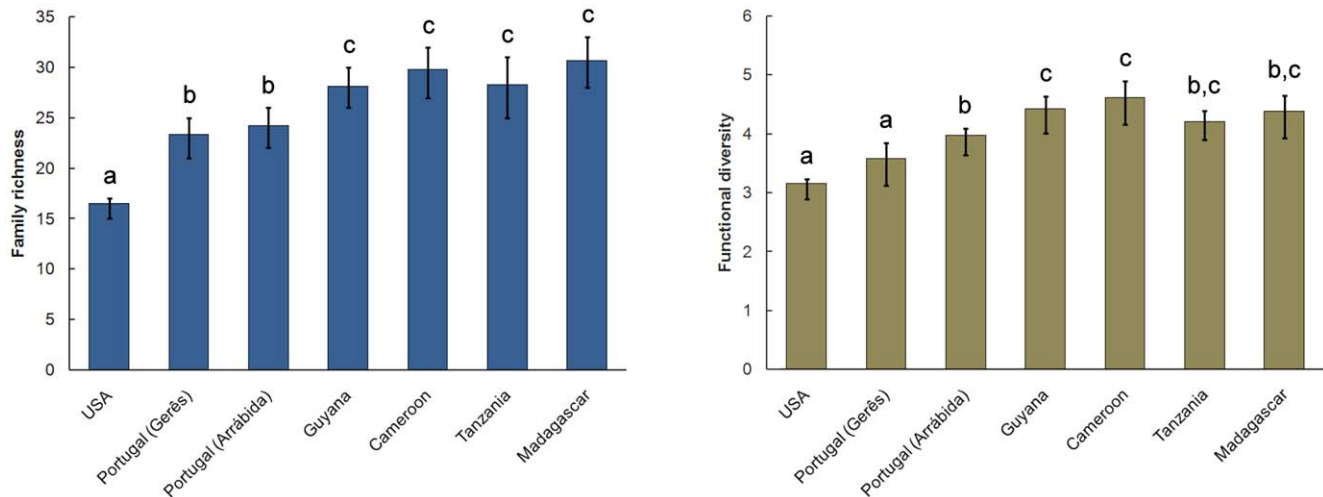 Family richness
35
30
25
20
15
10
5
0
a
b
b
c
c
c
c
USA
Portugal (Gerês)
Portugal (Arrábida)
Guyana
Cameroon
Tanzania
Madagascar
Functional diversity
6
5
4
3
2
1
0
a
a
b
c
c
b,c
b,c
USA
Portugal (Gerês)
Portugal (Arrábida)
Guyana
Cameroon
Tanzania
Madagascar